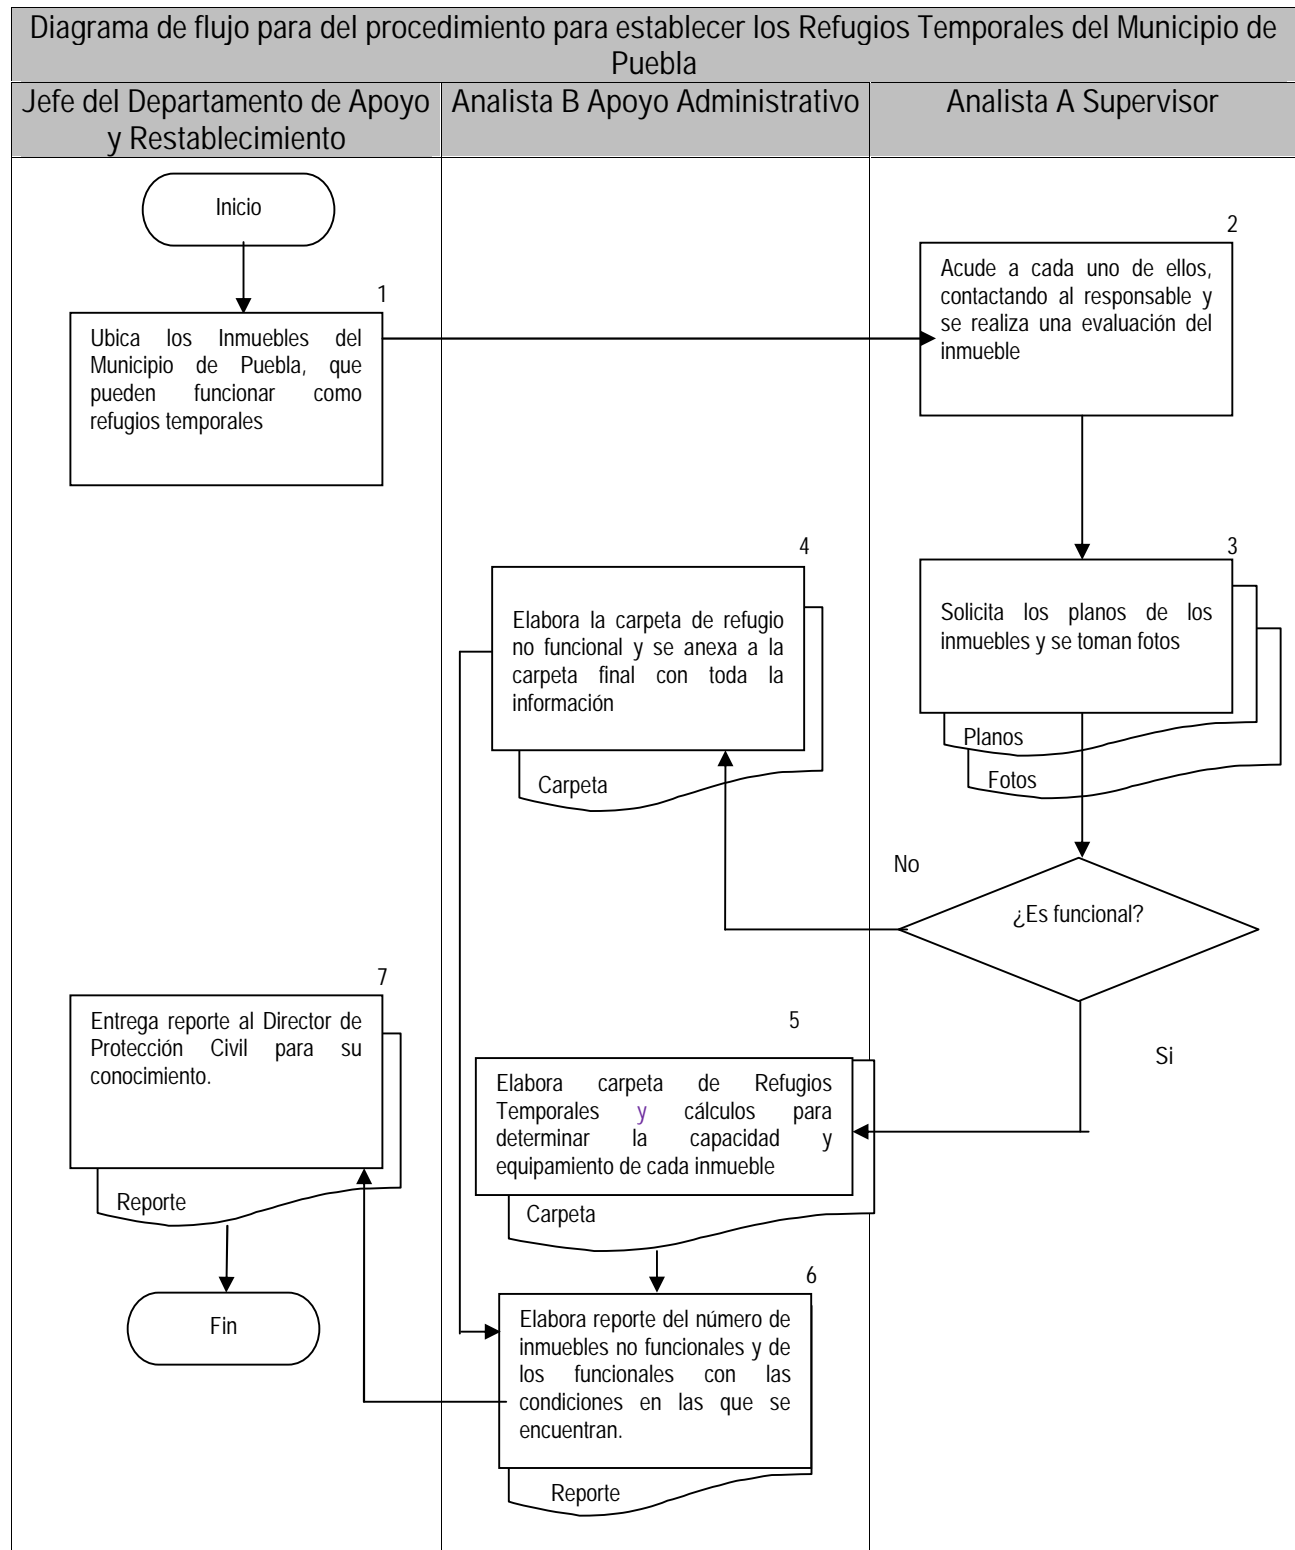 Diagrama de flujo para del procedimiento para establecer los Refugios Temporales del Municipio de
Puebla
Jefe del Departamento de Apoyo
y Restablecimiento
Analista B Apoyo Administrativo
Analista A Supervisor
Inicio
1
Ubica los Inmuebles del
Municipio de Puebla, que
pueden funcionar como
refugios temporales
2
Acude a cada uno de ellos,
contactando al responsable y
se realiza una evaluación del
inmueble
3
Solicita los planos de los
inmuebles y se toman fotos
Planos
Fotos
4
Elabora la carpeta de refugio
no funcional y se anexa a la
carpeta final con toda la
información
Carpeta
No
¿Es funcional?
Si
5
Elabora carpeta de Refugios
Temporales y cálculos para
determinar la capacidad y
equipamiento de cada inmueble
Carpeta
6
Elabora reporte del número de
inmuebles no funcionales y de
los funcionales con las
condiciones en las que se
encuentran.
Reporte
7
Entrega reporte al Director de
Protección Civil para su
conocimiento.
Reporte
Fin